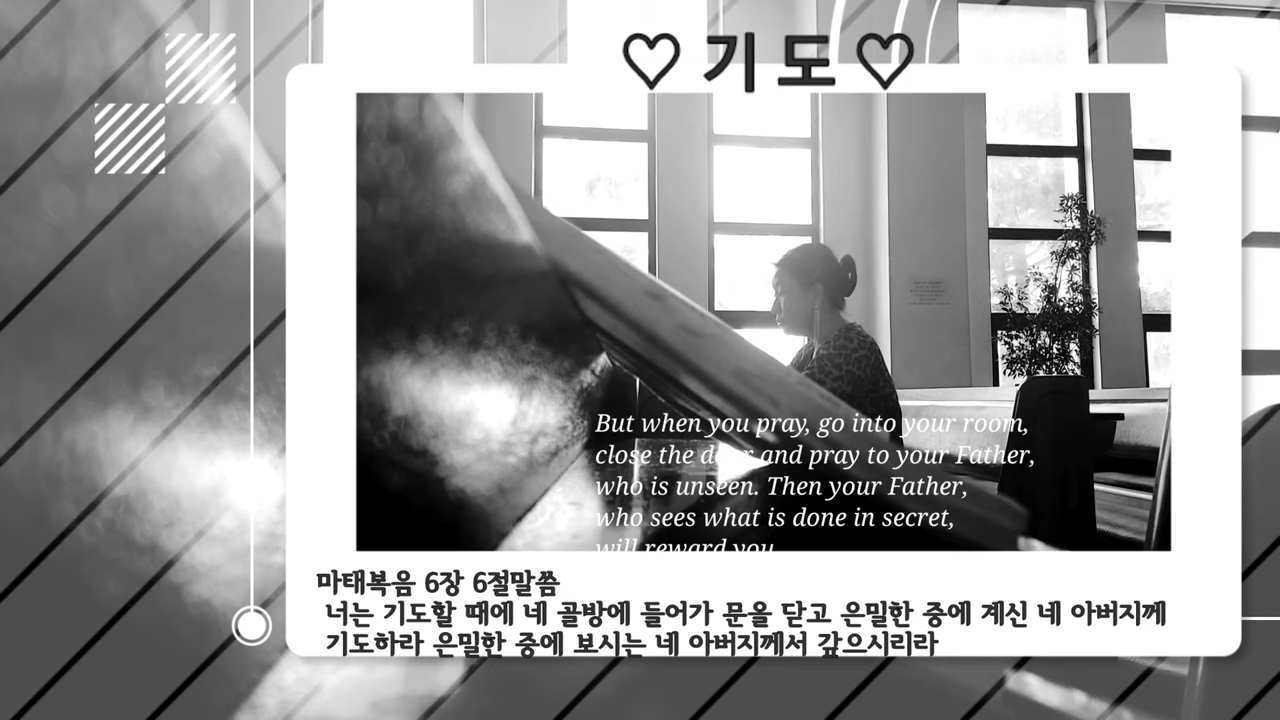 ♡ 기도 ♡
But when you pray, go into your room,
close the door and pray to your Father,
who is unseen. Then your Father,
who sees what is done in secret,
will reward you
마태복음 6장 6절말씀
너는 기도할 때에 네 골방에 들어가 문을 닫고 은밀한 중에 계신 네 아버지께
기도하라 은밀한 중에 보시는 네 아버지께서 갚으시리라